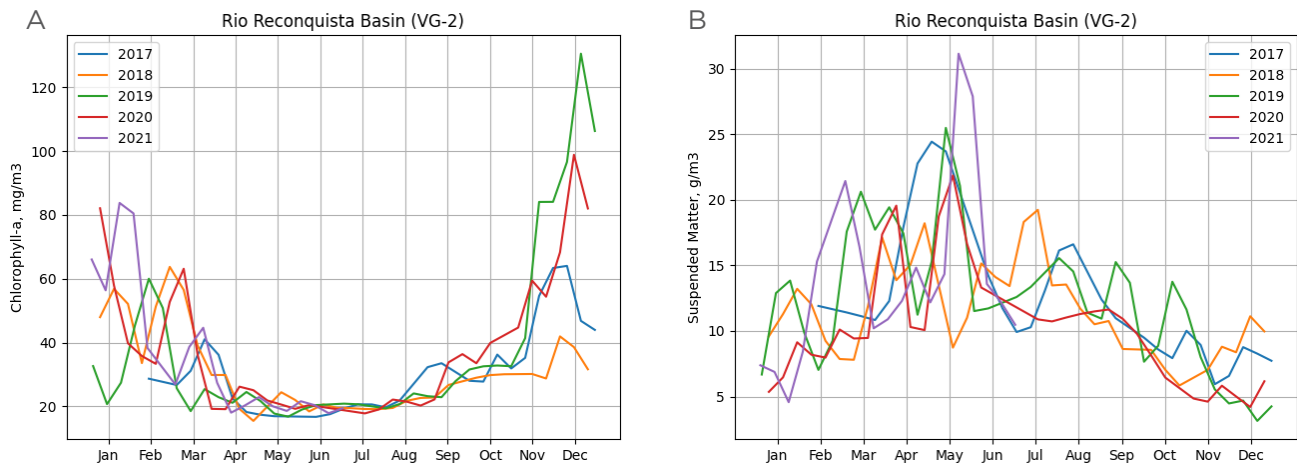 A
Rio Reconquista Basin (VG-2)
Chlorophyll-a, mg/m3
120
100
80
60
40
20
2017
2018
2019
2020
2021
Jan Feb Mar Apr May Jun Jul Aug Sep Oct Nov Dec
B
Rio Reconquista Basin (VG-2)
Suspended Matter, g/m3
30
25
20
15
10
5
2017
2018
2019
2020
2021
Jan Feb Mar Apr May Jun Jul Aug Sep Oct Nov Dec